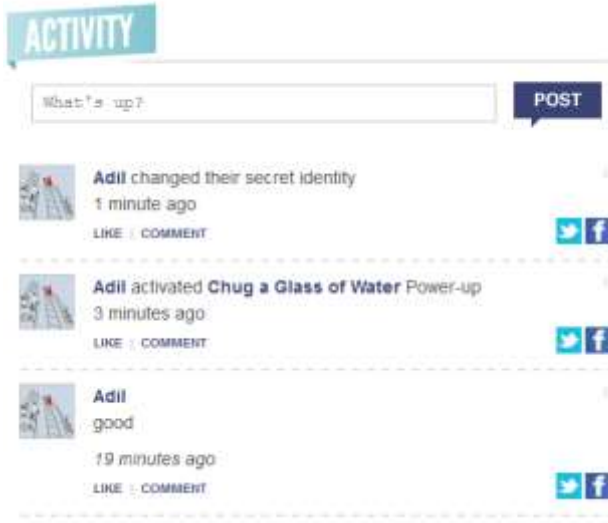 ACTIVITY
What's up?
POST
Adil changed their secret identity
1 minute ago
LIKE : COMMENT
Adil activated Chug a Glass of Water Power-up
3 minutes ago
LIKE : COMMENT
Adil
good
19 minutes ago
LIKE : COMMENT